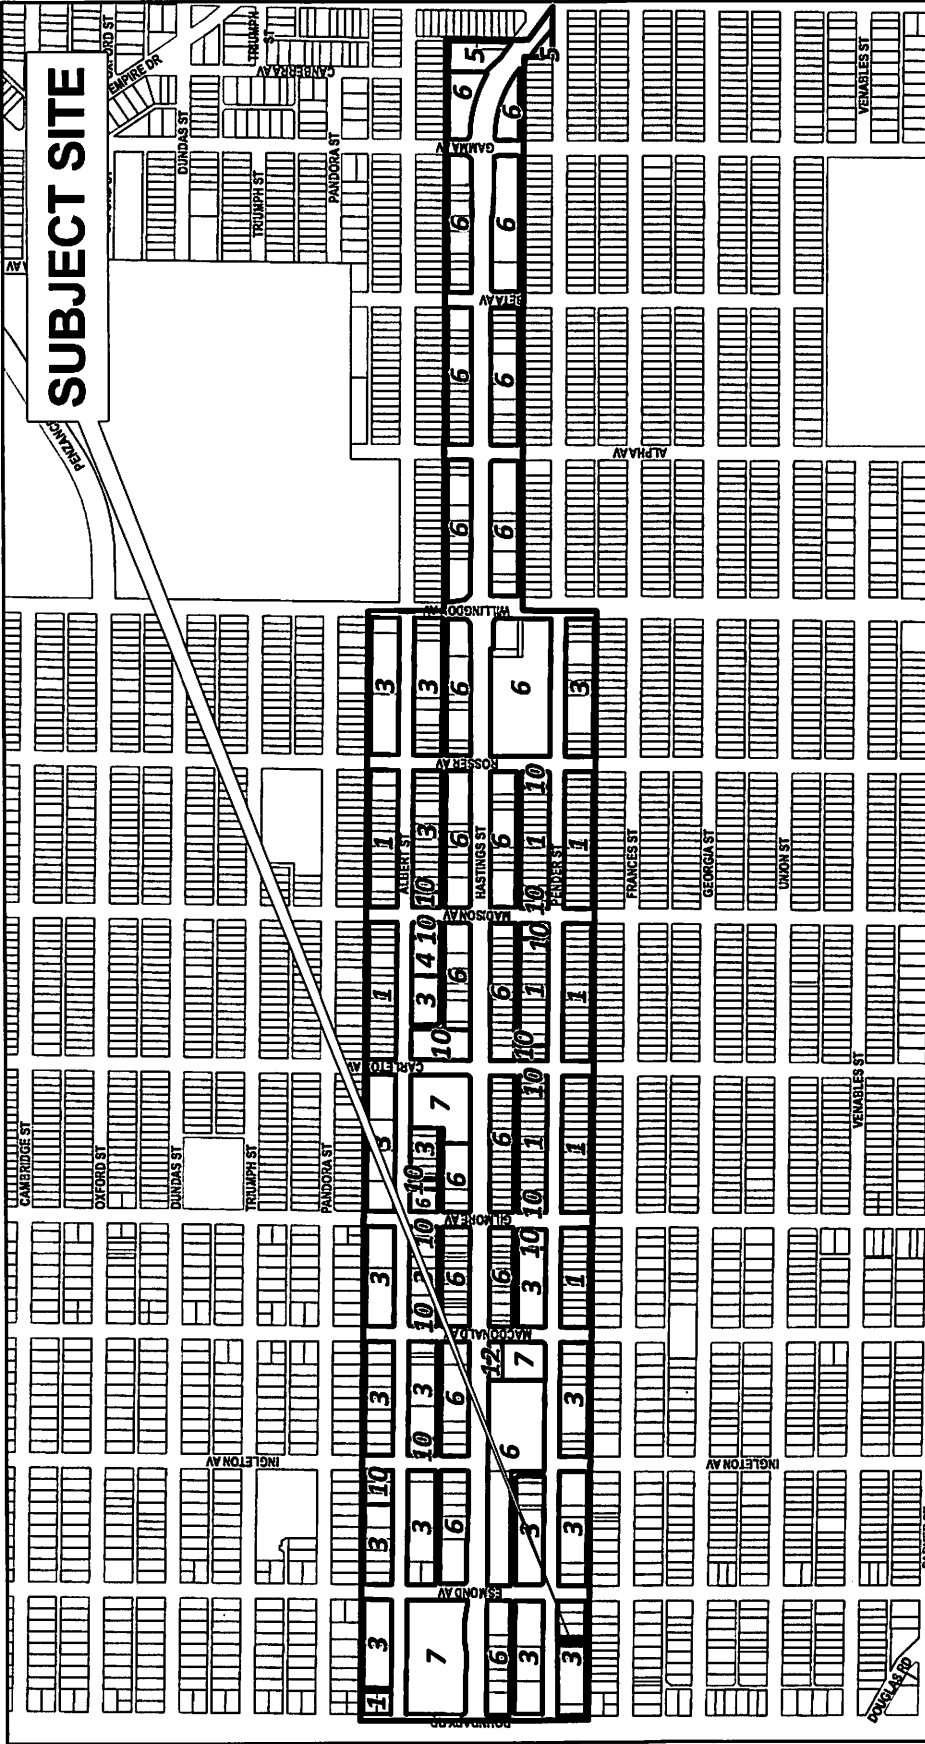 SUBJECT SITE
EMPIRE DR
TRIUMPH ST
CANBERRA AV
DUNDAS ST
TRIUMPH ST
PANDORA ST
VENABLES ST
GAMMA AV
BETA AV
ALPHA AV
WILLINGDON AV
ROSSER AV
ALBERT ST
HASTINGS ST
PENDER ST
FRANCES ST
GEORGIA ST
UNION ST
MADISON AV
CARLETON AV
CAMBRIDGE ST
OXFORD ST
DUNDAS ST
TRIUMPH ST
PANDORA ST
VENABLES ST
GILMORE AV
MACDONALD A
INGLETON AV
INGLETON AV
ESMOND AV
BOUNDARY RD
DOUGLAS RD
5
5
6
6
6
6
6
6
6
6
3
3
6
6
3
1
10
3
6
6
10
1
10
1
1
3
4
10
10
6
6
10
1
10
1
3
7
10
3
6
6
6
10
1
10
1
3
10
10
6
6
3
10
1
3
10
3
6
12
7
6
3
3
10
3
6
3
3
1
3
7
6
3
3